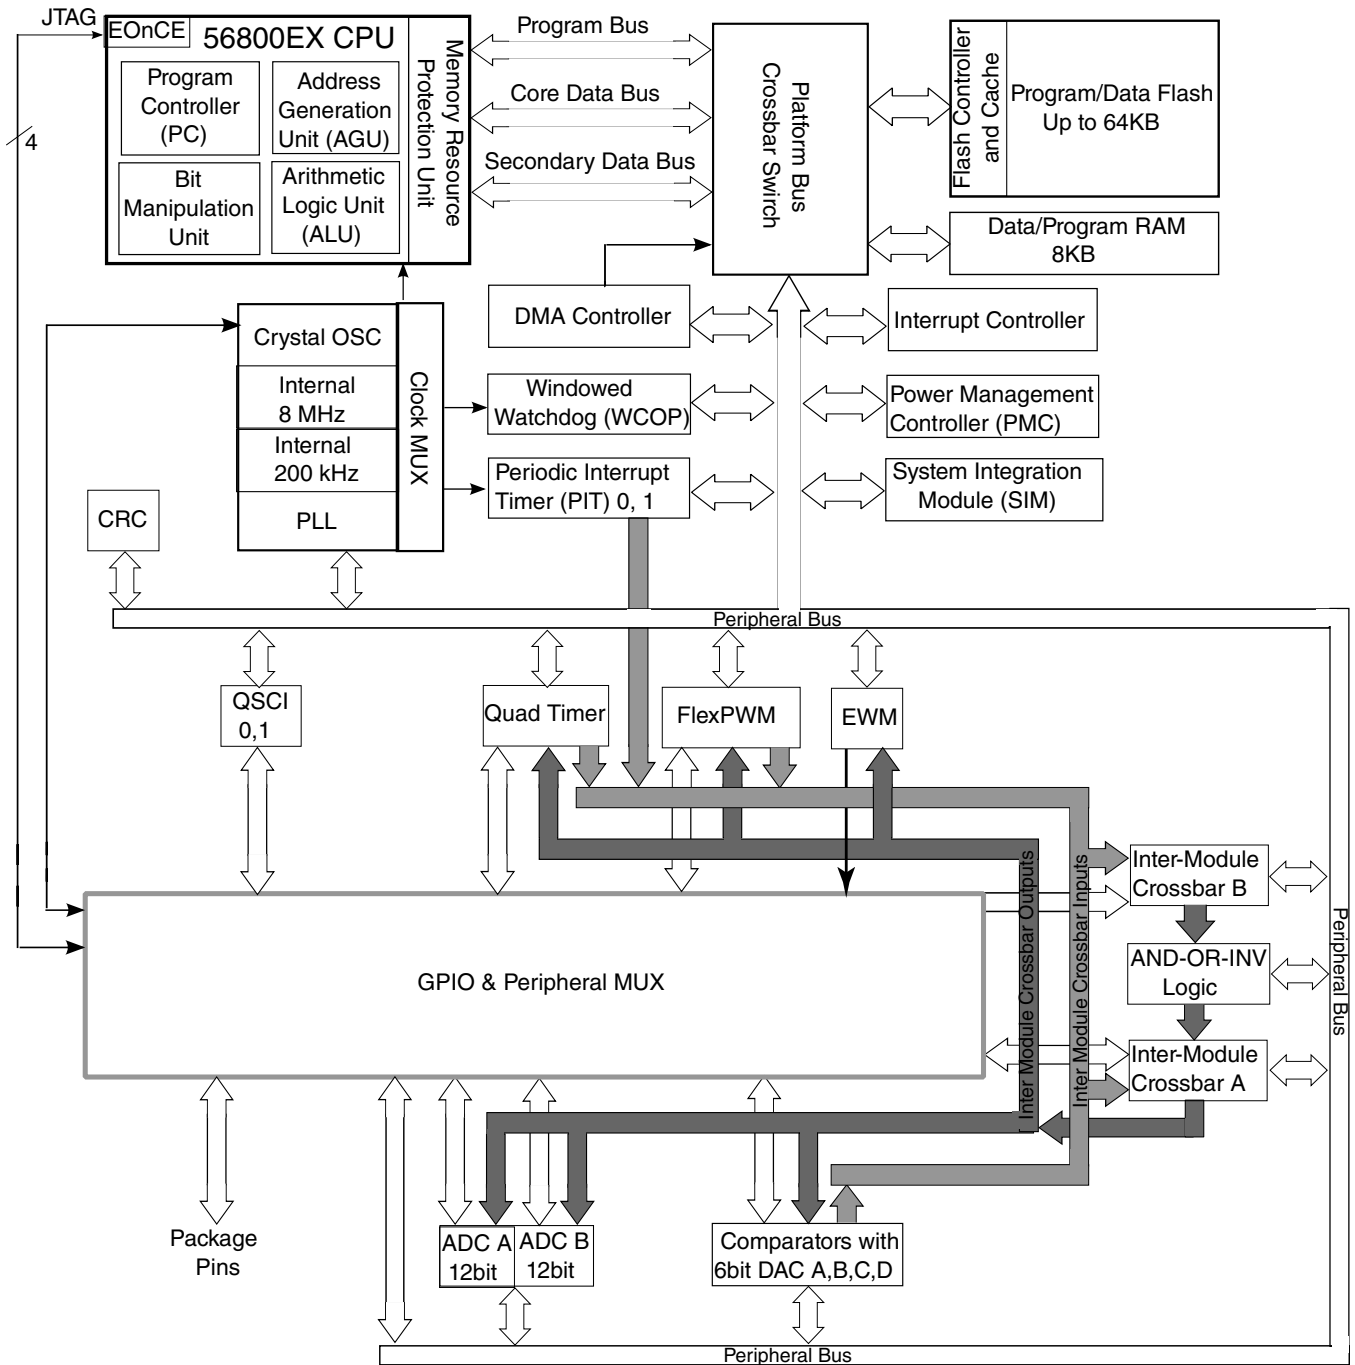 JTAG
EOnCE
56800EX CPU
Program
Controller
(PC)
Address
Generation
Unit (AGU)
Bit
Manipulation
Unit
Arithmetic
Logic Unit
(ALU)
Memory Resource
Protection Unit
4
Program Bus
Core Data Bus
Secondary Data Bus
Platform Bus
Crossbar Swirch
Flash Controller
and Cache
Program/Data Flash
Up to 64KB
Data/Program RAM
8KB
Crystal OSC
Internal
8 MHz
Internal
200 kHz
PLL
Clock MUX
DMA Controller
Interrupt Controller
Windowed
Watchdog (WCOP)
Power Management
Controller (PMC)
Periodic Interrupt
Timer (PIT) 0, 1
System Integration
Module (SIM)
CRC
Peripheral Bus
QSCI
0,1
Quad Timer
FlexPWM
EWM
Inter Module Crossbar Outputs
Inter Module Crossbar Inputs
Inter-Module
Crossbar B
AND-OR-INV
Logic
Inter-Module
Crossbar A
Peripheral Bus
GPIO & Peripheral MUX
Package
Pins
ADC A
12bit
ADC B
12bit
Comparators with
6bit DAC A,B,C,D
Peripheral Bus